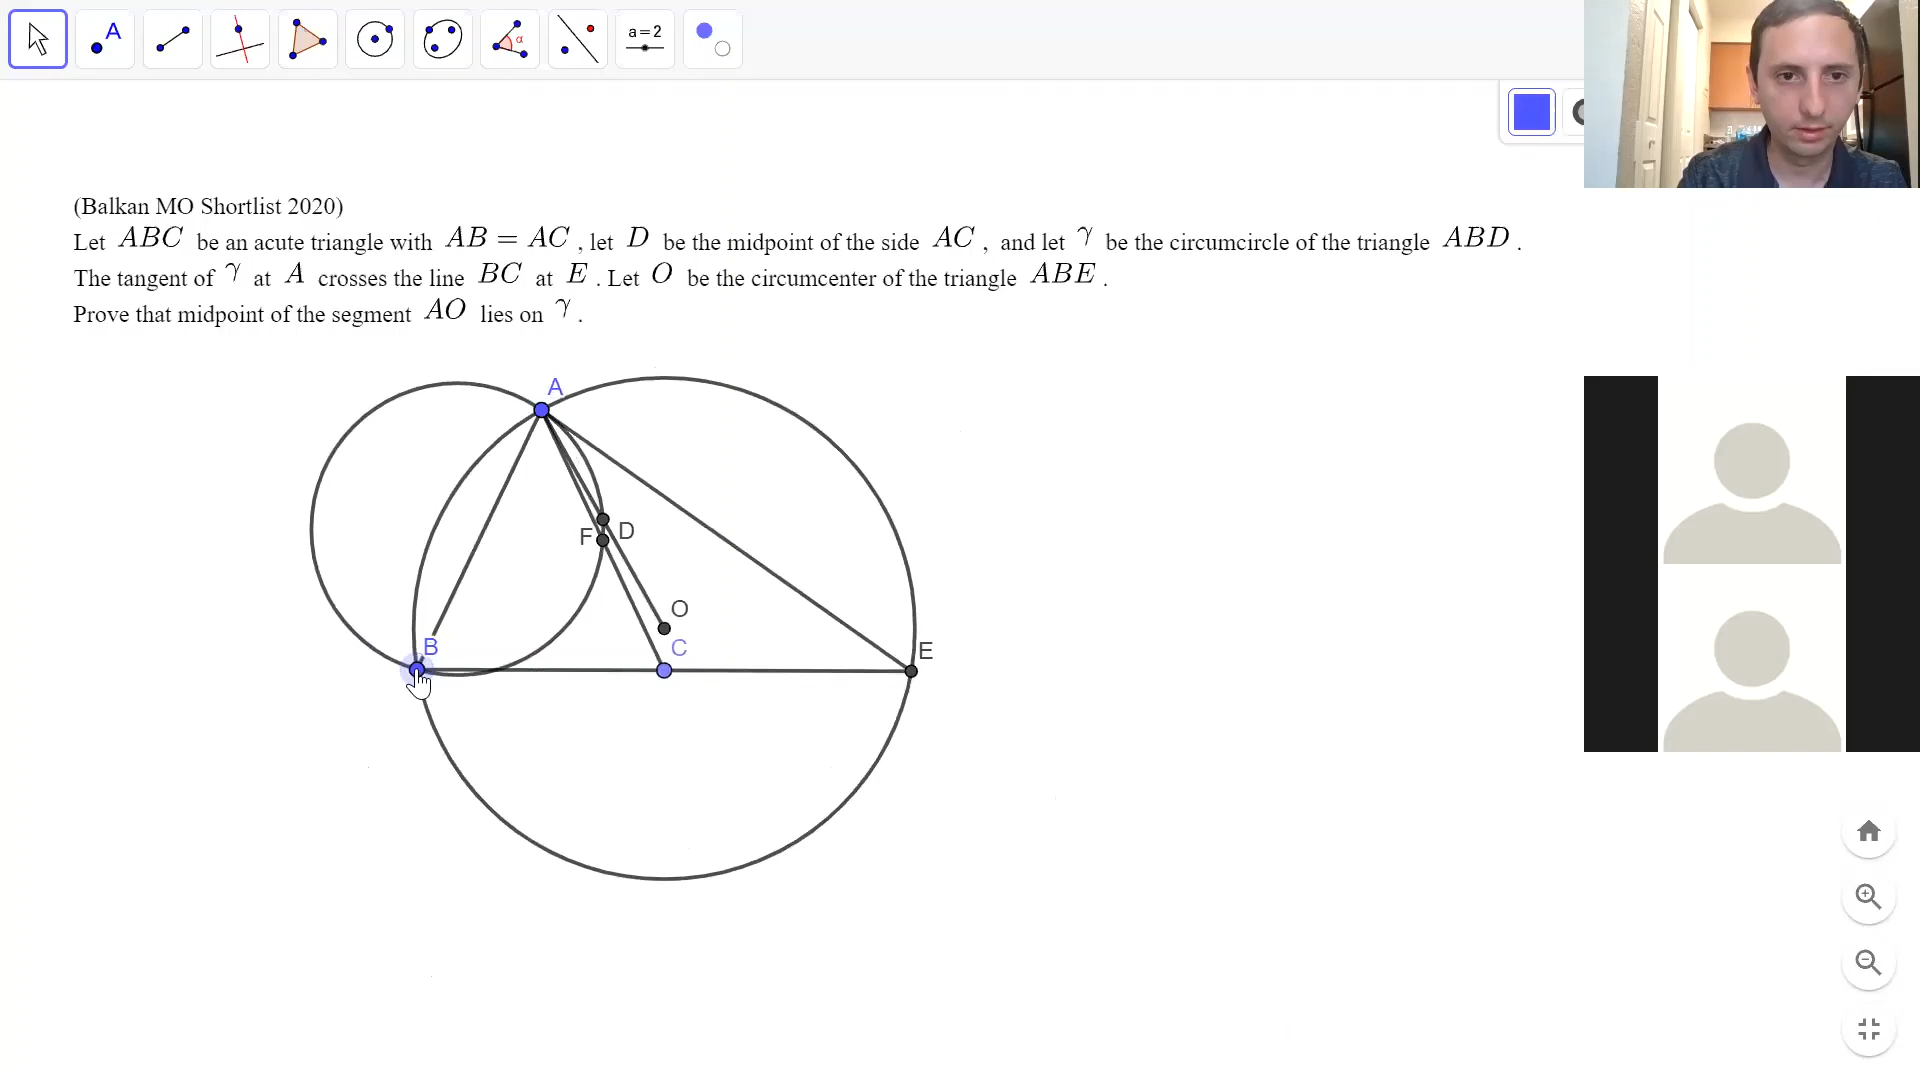 A
α
a=2
(Balkan MO Shortlist 2020)
Let ABC be an acute triangle with AB = AC , let D be the midpoint of the side AC , and let γ be the circumcircle of the triangle ABD .
The tangent of γ at A crosses the line BC at E . Let O be the circumcenter of the triangle ABE .
Prove that midpoint of the segment AO lies on γ .
A
F D
O
B C E